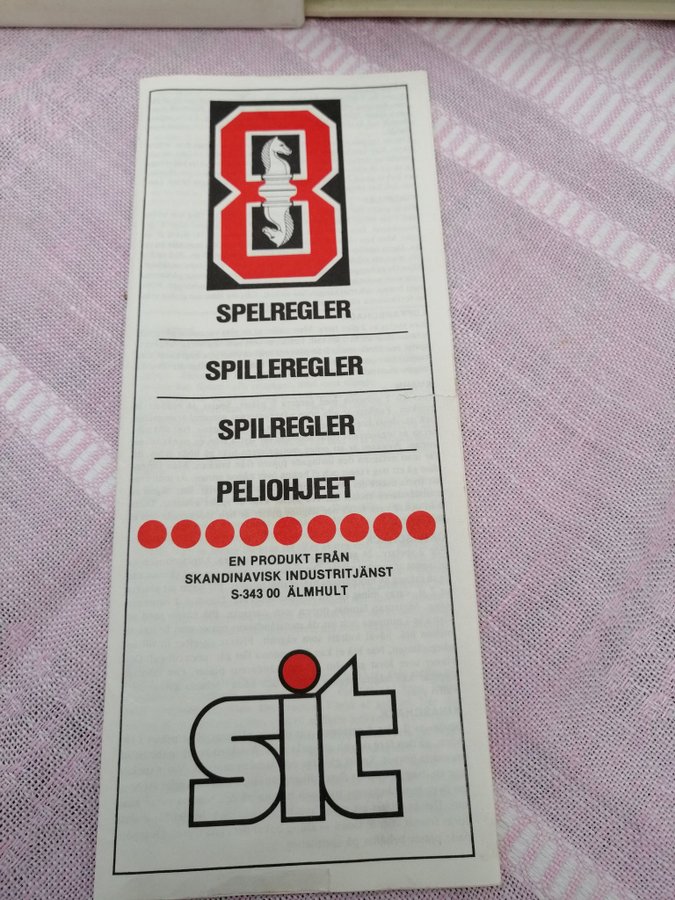 8
SPELREGLER
SPILLEREGLER
SPILREGLER
PELIOHJEET
EN PRODUKT FRÅN
SKANDINAVISK INDUSTRITJÄNST
S-343 00 ÄLMHULT
sit